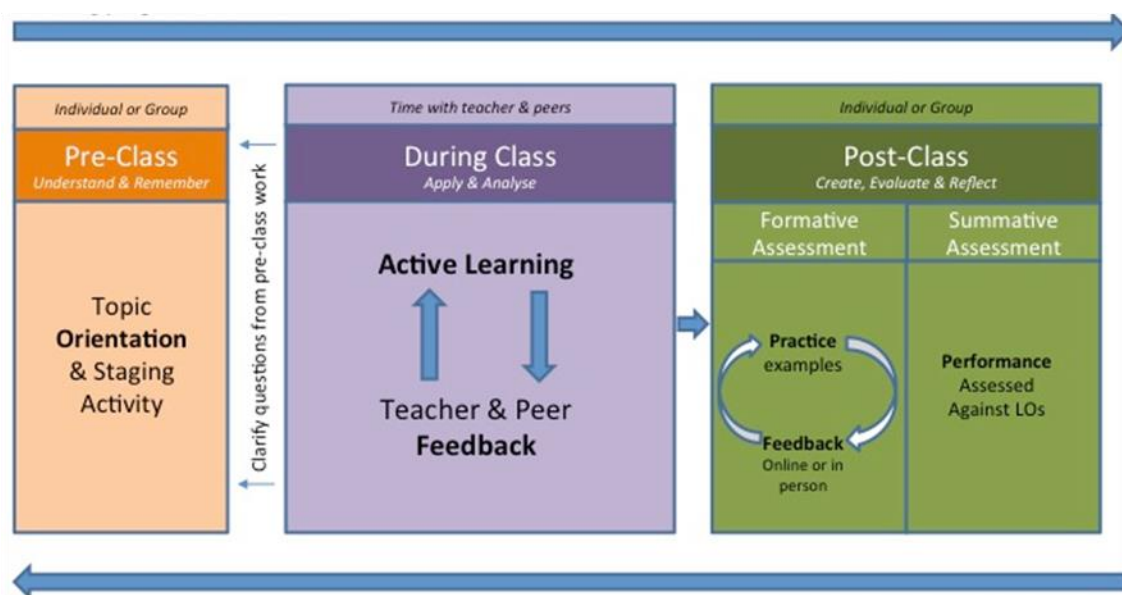 Individual or Group
Pre-Class
Understand & Remember
Topic
Orientation
& Staging
Activity
Clarify questions from pre-class work
Time with teacher & peers
During Class
Apply & Analyse
Active Learning
Teacher & Peer
Feedback
Individual or Group
Post-Class
Create, Evaluate & Reflect
Formative
Assessment
Practice
examples
Feedback
Online or in
person
Summative
Assessment
Performance
Assessed
Against LOs